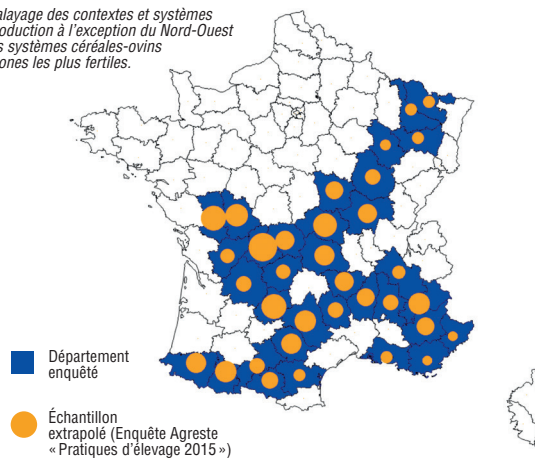 alayage des contextes et systèmes
oduction à l'exception du Nord-Ouest
s systèmes céréales-ovins
ones les plus fertiles.
Département
enquêté
Échantillon
extrapolé (Enquête Agreste
« Pratiques d'élevage 2015 »)